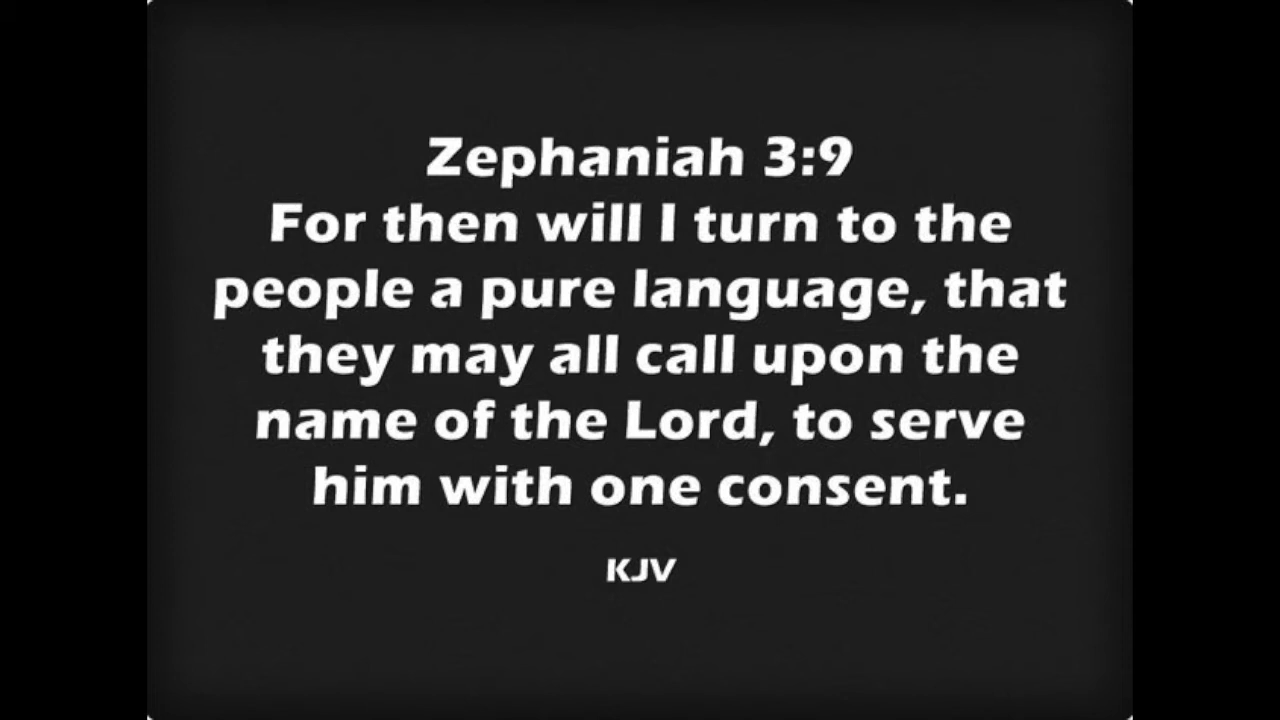 Zephaniah 3:9
For then will I turn to the
people a pure language, that
they may all call upon the
name of the Lord, to serve
him with one consent.
KJV